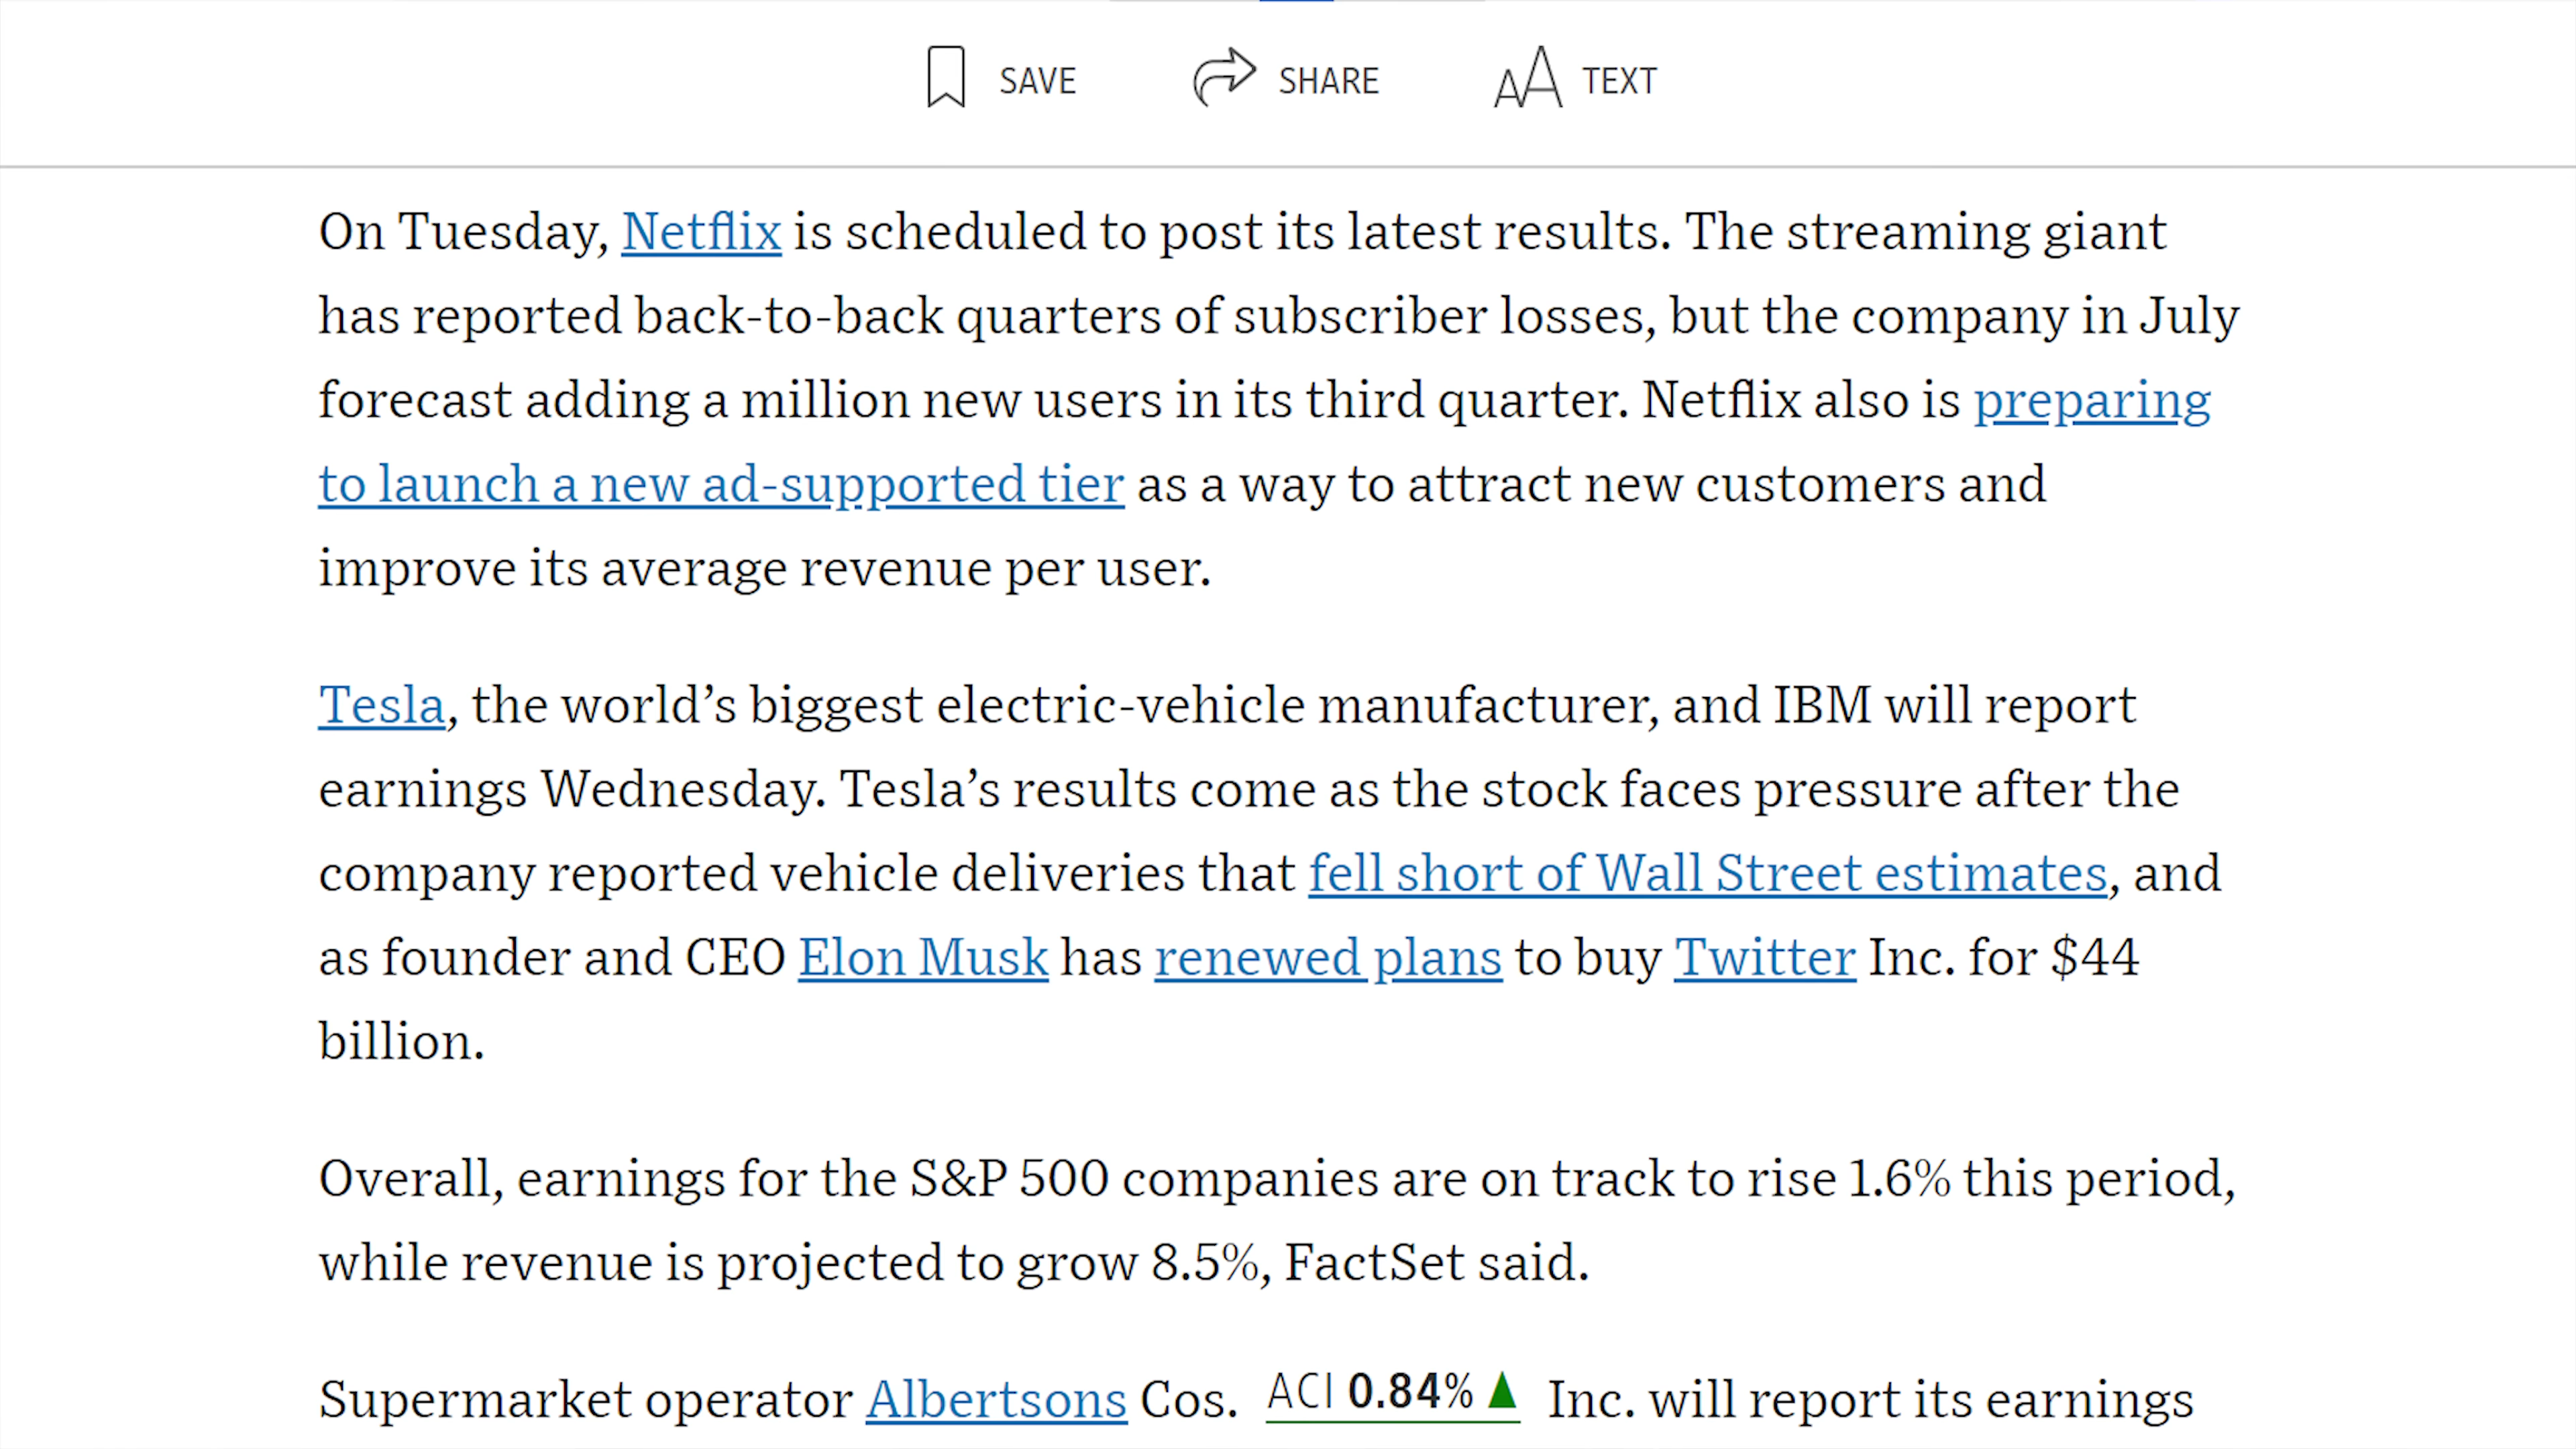 SAVE SHARE AA TEXT
On Tuesday, Netflix is scheduled to post its latest results. The streaming giant
has reported back-to-back quarters of subscriber losses, but the company in July
forecast adding a million new users in its third quarter. Netflix also is preparing
to launch a new ad-supported tier as a way to attract new customers and
improve its average revenue per user.
Tesla, the world’s biggest electric-vehicle manufacturer, and IBM will report
earnings Wednesday. Tesla’s results come as the stock faces pressure after the
company reported vehicle deliveries that fell short of Wall Street estimates, and
as founder and CEO Elon Musk has renewed plans to buy Twitter Inc. for $44
billion.
Overall, earnings for the S&P 500 companies are on track to rise 1.6% this period,
while revenue is projected to grow 8.5%, FactSet said.
Supermarket operator Albertsons Cos. ACI 0.84% ▲ Inc. will report its earnings